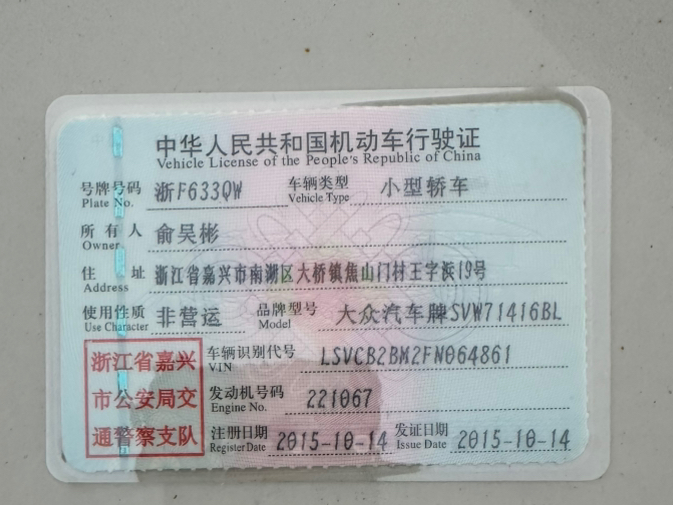 中华人民共和国机动车行驶证
Vehicle License of the People's Republic of China
号牌号码 浙F633QW 车辆类型 小型轿车
Plate No. Vehicle Type
所有人 俞吴彬
Owner
住址 浙江省嘉兴市南湖区大桥镇焦山门村王字浜19号
Address
使用性质 非营运 品牌型号 大众汽车牌SVW71416BL
Use Character Model
浙江省嘉兴 车辆识别代号 LSVCB2BM2FN064861
VIN
市公安局交 发动机号码 221067
Engine No.
通警察支队 注册日期 2015-10-14 发证日期 2015-10-14
Register Date Issue Date